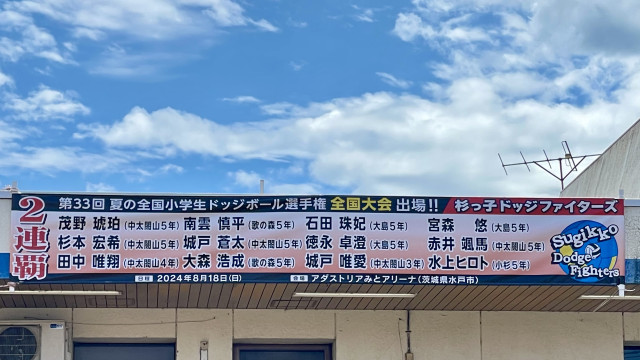 2連覇
第33回 夏の全国小学生ドッジボール選手権 全国大会 出場!! 杉っ子ドッジファイターズ
茂野 琥珀(中太閤山5年) 南雲 慎平(歌の森5年) 石田 珠妃(大島5年) 宮森 悠(大島5年)
杉本 宏希(中太閤山5年) 城戸 蒼太(中太閤山5年) 徳永 卓澄(大島5年) 赤井 颯馬(中太閤山5年)
田中 唯翔(中太閤山4年) 大森 浩成(歌の森5年) 城戸 唯愛(中太閤山3年) 水上ヒロト(小杉5年)
Sugikko
Dodge
Fighters
日程 2024年8月18日(日) 会場 アダストリアみとアリーナ(茨城県水戸市)